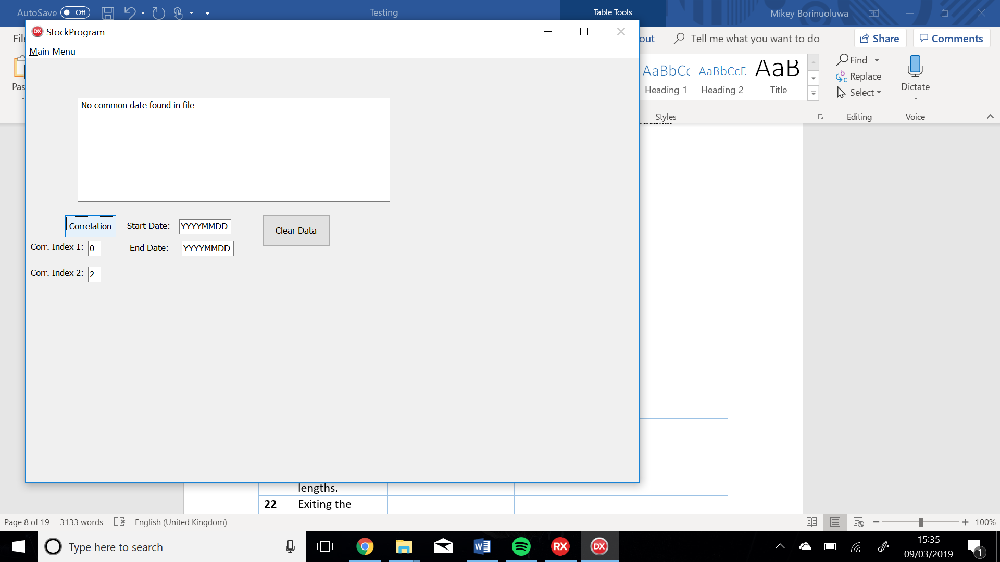 AutoSave Off
Testing
Table Tools
Mikey Borinuoluwa
DX StockProgram
Main Menu
out
Tell me what you want to do
Share
Comments
No common date found in file
Correlation
Start Date: YYYYMMDD
Clear Data
Corr. Index 1: 0
End Date: YYYYMMDD
Corr. Index 2: 2
AaBbCc AaBbCcD AaB
Heading 1 Heading 2 Title
Styles
Find
Replace
Select
Editing
Dictate
Voice
lengths.
22 Exiting the
Page 8 of 19 3133 words English (United Kingdom) 100%
Type here to search
RX
DX
15:35
09/03/2019
1